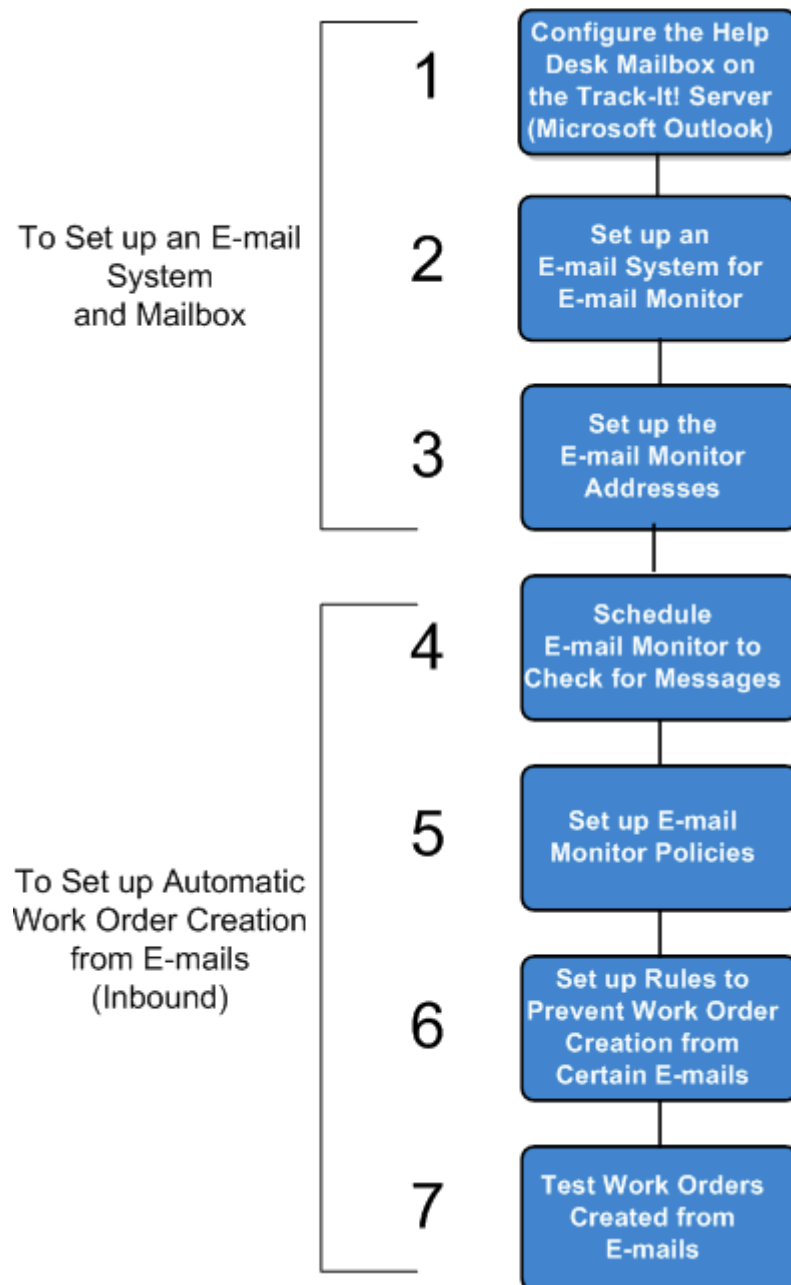 To Set up an E-mail
System
and Mailbox
1
Configure the Help
Desk Mailbox on
the Track-It! Server
(Microsoft Outlook)
2
Set up an
E-mail System for
E-mail Monitor
3
Set up the
E-mail Monitor
Addresses
To Set up Automatic
Work Order Creation
from E-mails
(Inbound)
4
Schedule
E-mail Monitor to
Check for Messages
5
Set up E-mail
Monitor Policies
6
Set up Rules to
Prevent Work Order
Creation from
Certain E-mails
7
Test Work Orders
Created from
E-mails